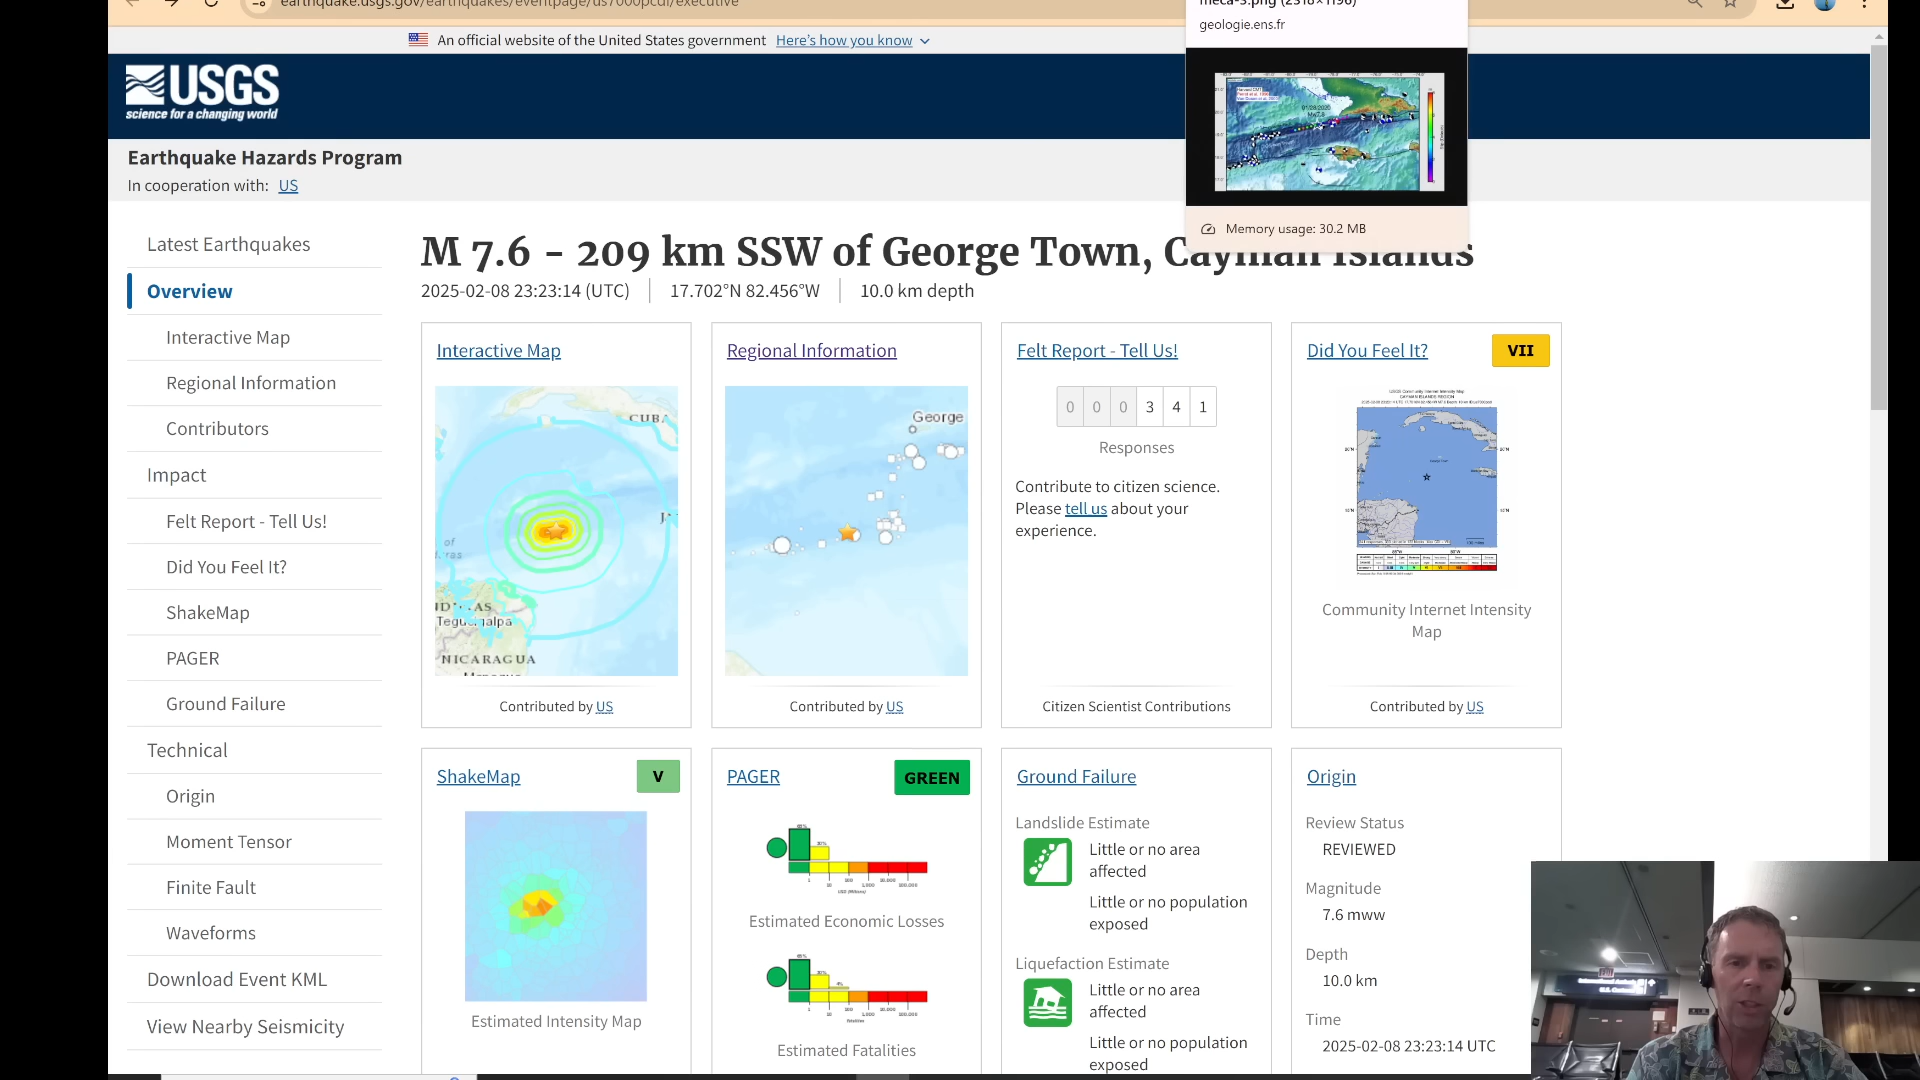 earthquake.usgs.gov/earthquakes/eventpage/us7000pcdl/executive
meca-3.png (2318×1196)
geologie.ens.fr
Memory usage: 30.2 MB
An official website of the United States government Here's how you know
USGS
science for a changing world
Earthquake Hazards Program
In cooperation with: US
Latest Earthquakes
Overview
Interactive Map
Regional Information
Contributors
Impact
Felt Report - Tell Us!
Did You Feel It?
ShakeMap
PAGER
Ground Failure
Technical
Origin
Moment Tensor
Finite Fault
Waveforms
Download Event KML
View Nearby Seismicity
M 7.6 - 209 km SSW of George Town, Cayman Islands
2025-02-08 23:23:14 (UTC) 17.702°N 82.456°W 10.0 km depth
Interactive Map
CUBA
Tegucigalpa
NICARAGUA
Contributed by US
Regional Information
George
Contributed by US
Felt Report - Tell Us!
0 0 0 3 4 1
Responses
Contribute to citizen science.
Please tell us about your
experience.
Citizen Scientist Contributions
Did You Feel It?
VII
Community Internet Intensity
Map
Contributed by US
ShakeMap
V
Estimated Intensity Map
PAGER
GREEN
Estimated Economic Losses
Estimated Fatalities
Ground Failure
Landslide Estimate
Little or no area
affected
Little or no population
exposed
Liquefaction Estimate
Little or no area
affected
Little or no population
exposed
Origin
Review Status
REVIEWED
Magnitude
7.6 mww
Depth
10.0 km
Time
2025-02-08 23:23:14 UTC